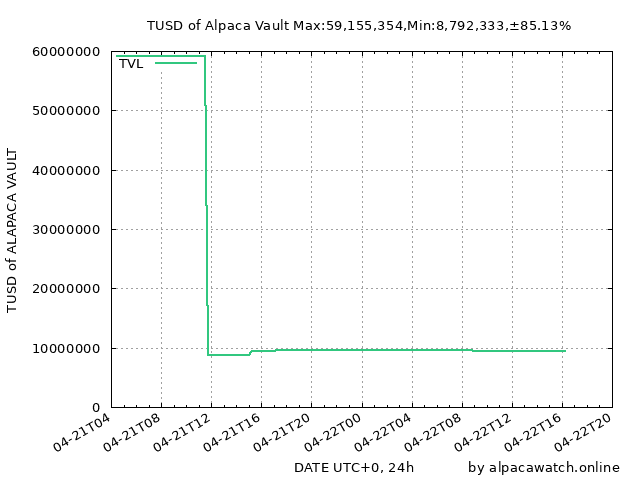 TUSD of Alpaca Vault Max:59,155,354,Min:8,792,333,±85.13%
60000000
TVL
50000000
40000000
30000000
20000000
10000000
0
TUSD of ALAPACA VAULT
04-21T04 04-21T08 04-21T12 04-21T16 04-21T20 04-22T00 04-22T04 04-22T08 04-22T12 04-22T16 04-22T20
DATE UTC+0, 24h by alpacawatch.online